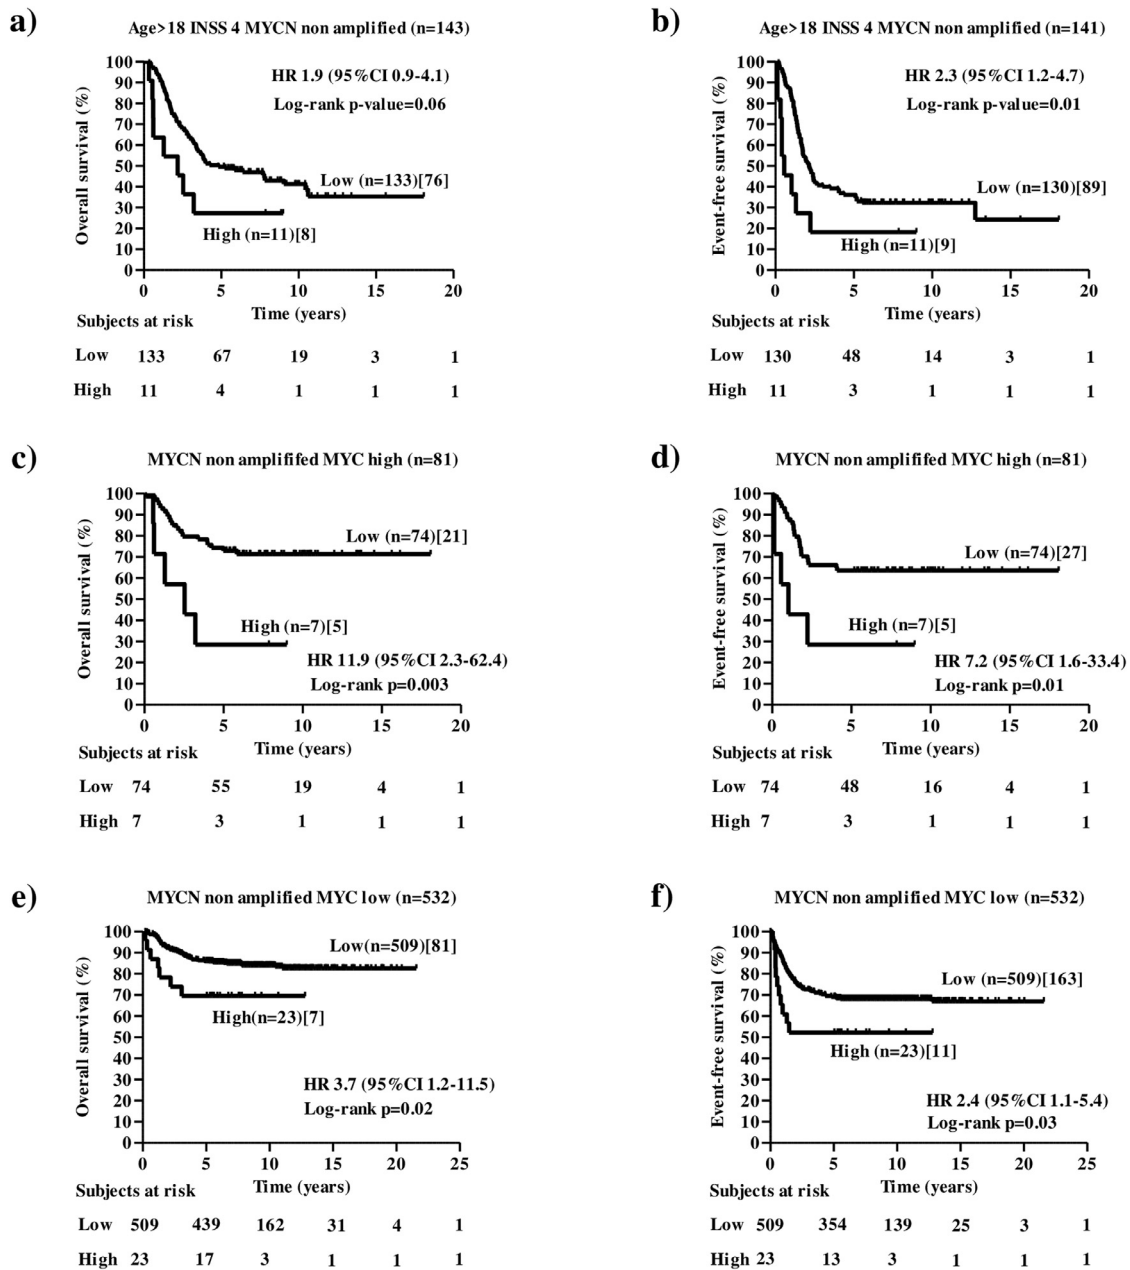 a)
Age>18 INSS 4 MYCN non amplified (n=143)
HR 1.9 (95%CI 0.9-4.1)
Log-rank p-value=0.06
Overall survival (%)
100
90
80
70
60
50
40
30
20
10
0
Low (n=133)[76]
High (n=11)[8]
0 5 10 15 20
Time (years)
Subjects at risk
Low 133 67 19 3 1
High 11 4 1 1 1
b)
Age>18 INSS 4 MYCN non amplified (n=141)
HR 2.3 (95%CI 1.2-4.7)
Log-rank p-value=0.01
Event-free survival (%)
100
90
80
70
60
50
40
30
20
10
0
Low (n=130)[89]
High (n=11)[9]
0 5 10 15 20
Time (years)
Subjects at risk
Low 130 48 14 3 1
High 11 3 1 1 1
c)
MYCN non amplififed MYC high (n=81)
Overall survival (%)
100
90
80
70
60
50
40
30
20
10
0
Low (n=74)[21]
High (n=7)[5]
HR 11.9 (95%CI 2.3-62.4)
Log-rank p=0.003
0 5 10 15 20
Time (years)
Subjects at risk
Low 74 55 19 4 1
High 7 3 1 1 1
d)
MYCN non amplififed MYC high (n=81)
Event-free survival (%)
100
90
80
70
60
50
40
30
20
10
0
Low (n=74)[27]
High (n=7)[5]
HR 7.2 (95%CI 1.6-33.4)
Log-rank p=0.01
0 5 10 15 20
Time (years)
Subjects at risk
Low 74 48 16 4 1
High 7 3 1 1 1
e)
MYCN non amplified MYC low (n=532)
Overall survival (%)
100
90
80
70
60
50
40
30
20
10
0
Low(n=509)[81]
High(n=23)[7]
HR 3.7 (95%CI 1.2-11.5)
Log-rank p=0.02
0 5 10 15 20 25
Time (years)
Subjects at risk
Low 509 439 162 31 4 1
High 23 17 3 1 1 1
f)
MYCN non amplified MYC low (n=532)
Event-free survival (%)
100
90
80
70
60
50
40
30
20
10
0
Low (n=509)[163]
High (n=23)[11]
HR 2.4 (95%CI 1.1-5.4)
Log-rank p=0.03
0 5 10 15 20 25
Time (years)
Subjects at risk
Low 509 354 139 25 3 1
High 23 13 3 1 1 1